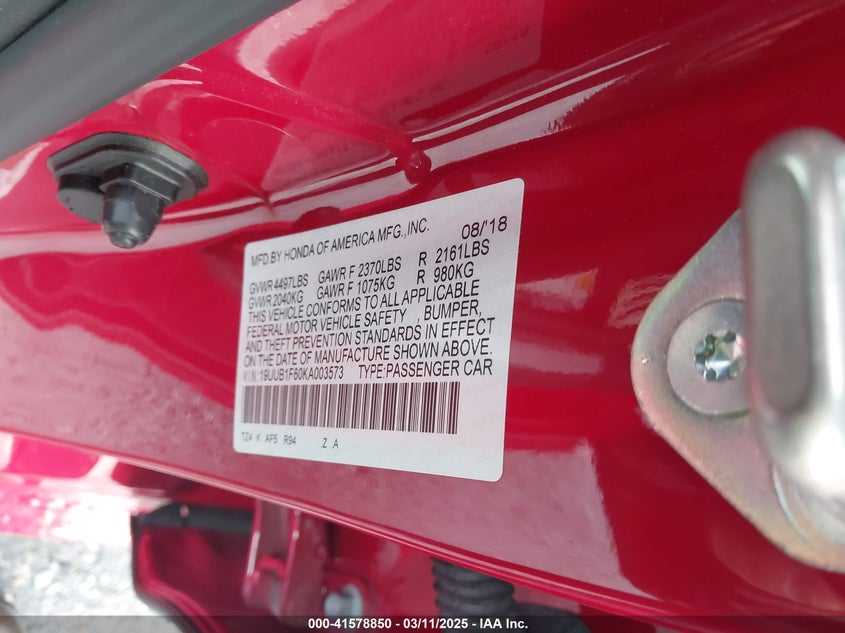 MFD.BY HONDA OF AMERICA MFG.,INC. 08/'18
GVWR 4497LBS GAWR F 2370LBS R 2161LBS
GVWR 2040KG GAWR F 1075KG R 980KG
THIS VEHICLE CONFORMS TO ALL APPLICABLE
FEDERAL MOTOR VEHICLE SAFETY , BUMPER,
AND THEFT PREVENTION STANDARDS IN EFFECT
ON THE DATE OF MANUFACTURE SHOWN ABOVE.
V.I.N.:19UUB1F60KA003573 TYPE:PASSENGER CAR
TZ4 K AF5 R94 Z A
000-41578850 - 03/11/2025 - IAA Inc.